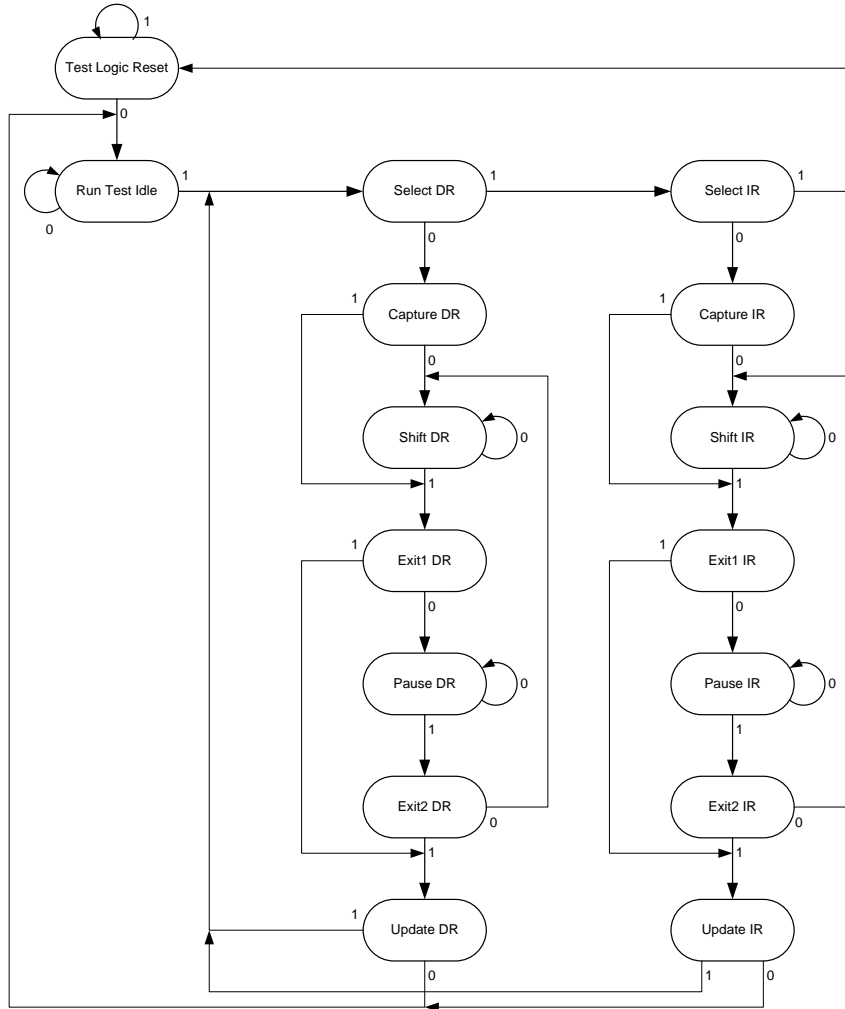 1
Test Logic Reset
0
Run Test Idle
1
Select DR
1
Select IR
1
0
0
0
1
Capture DR
1
Capture IR
0
0
Shift DR
0
Shift IR
0
1
1
1
Exit1 DR
1
Exit1 IR
0
0
Pause DR
0
Pause IR
0
1
1
Exit2 DR
0
Exit2 IR
0
1
1
1
Update DR
Update IR
0
1
0